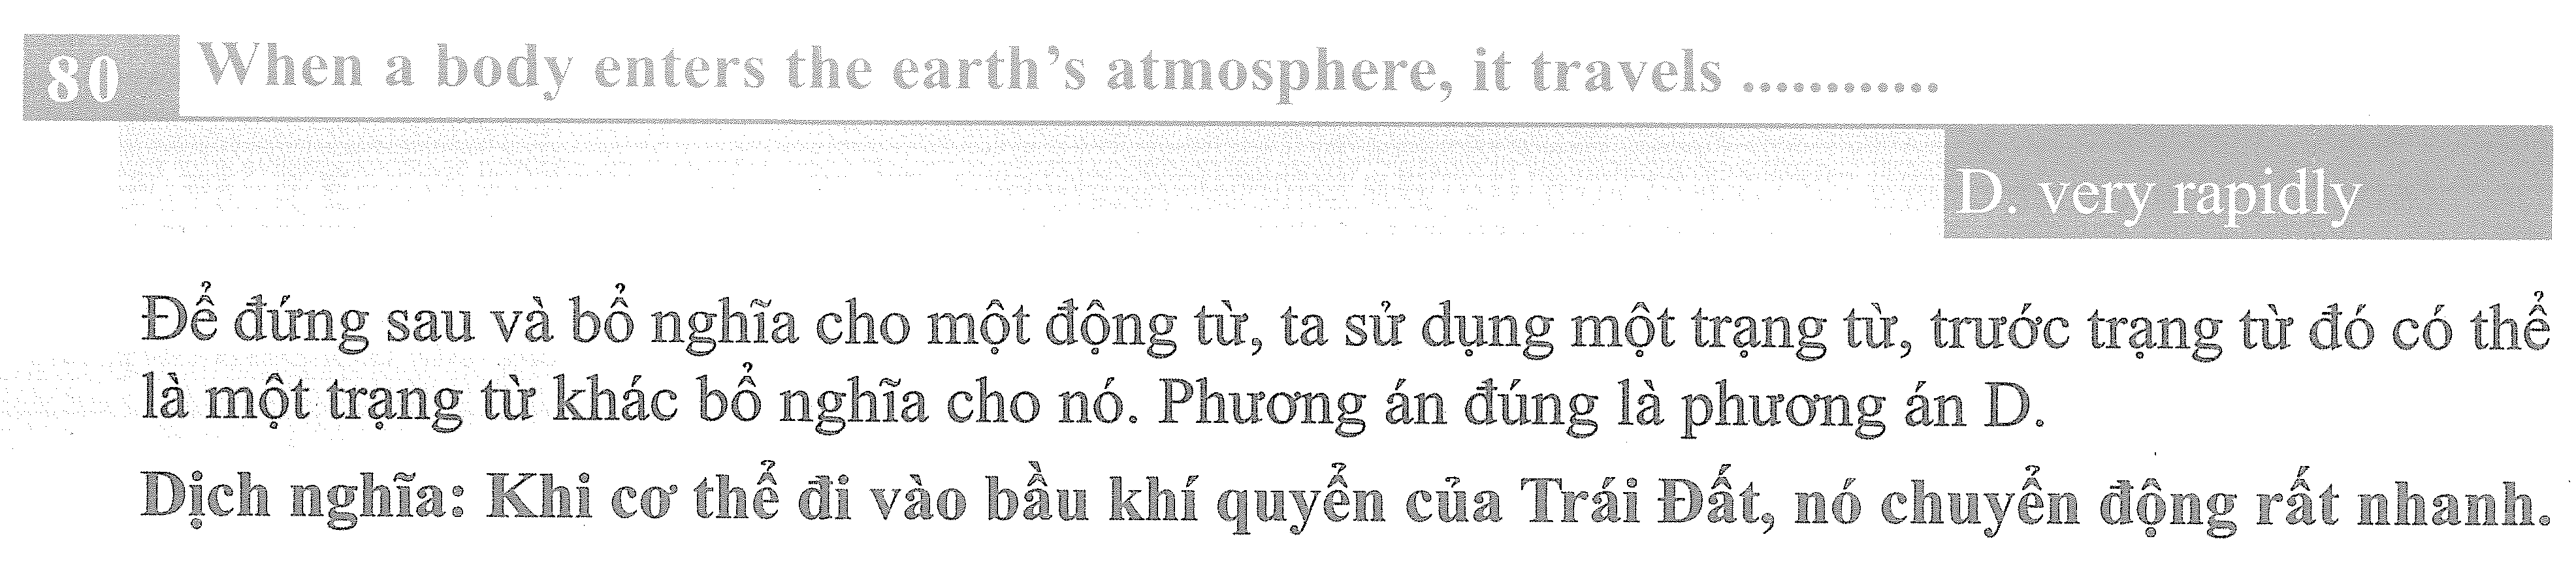 80 When a body enters the earth's atmosphere, it travels ............
D. very rapidly
Để đứng sau và bổ nghĩa cho một động từ, ta sử dụng một trạng từ, trước trạng từ đó có thể
là một trạng từ khác bổ nghĩa cho nó. Phương án đúng là phương án D.
Dịch nghĩa: Khi cơ thể đi vào bầu khí quyển của Trái Đất, nó chuyển động rất nhanh.